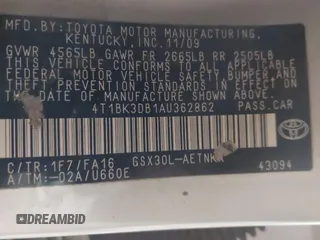 MFD.BY:TOYOTA MOTOR MANUFACTURING,
KENTUCKY, INC. 11/09
GVWR 4565LB GAWR FR 2665LB RR 2505LB
THIS VEHICLE CONFORMS TO ALL APPLICABLE
FEDERAL MOTOR VEHICLE SAFETY, BUMPER, AND
THEFT PREVENTION STANDARDS IN EFFECT ON
THE DATE OF MANUFACTURE SHOWN ABOVE.
4T1BK3DB1AU362862 PASS.CAR
TOYOTA
C/TR:1F7/FA16 GSX30L-AETNK
A/TM:-02A/U660E 43094
DREAMBID